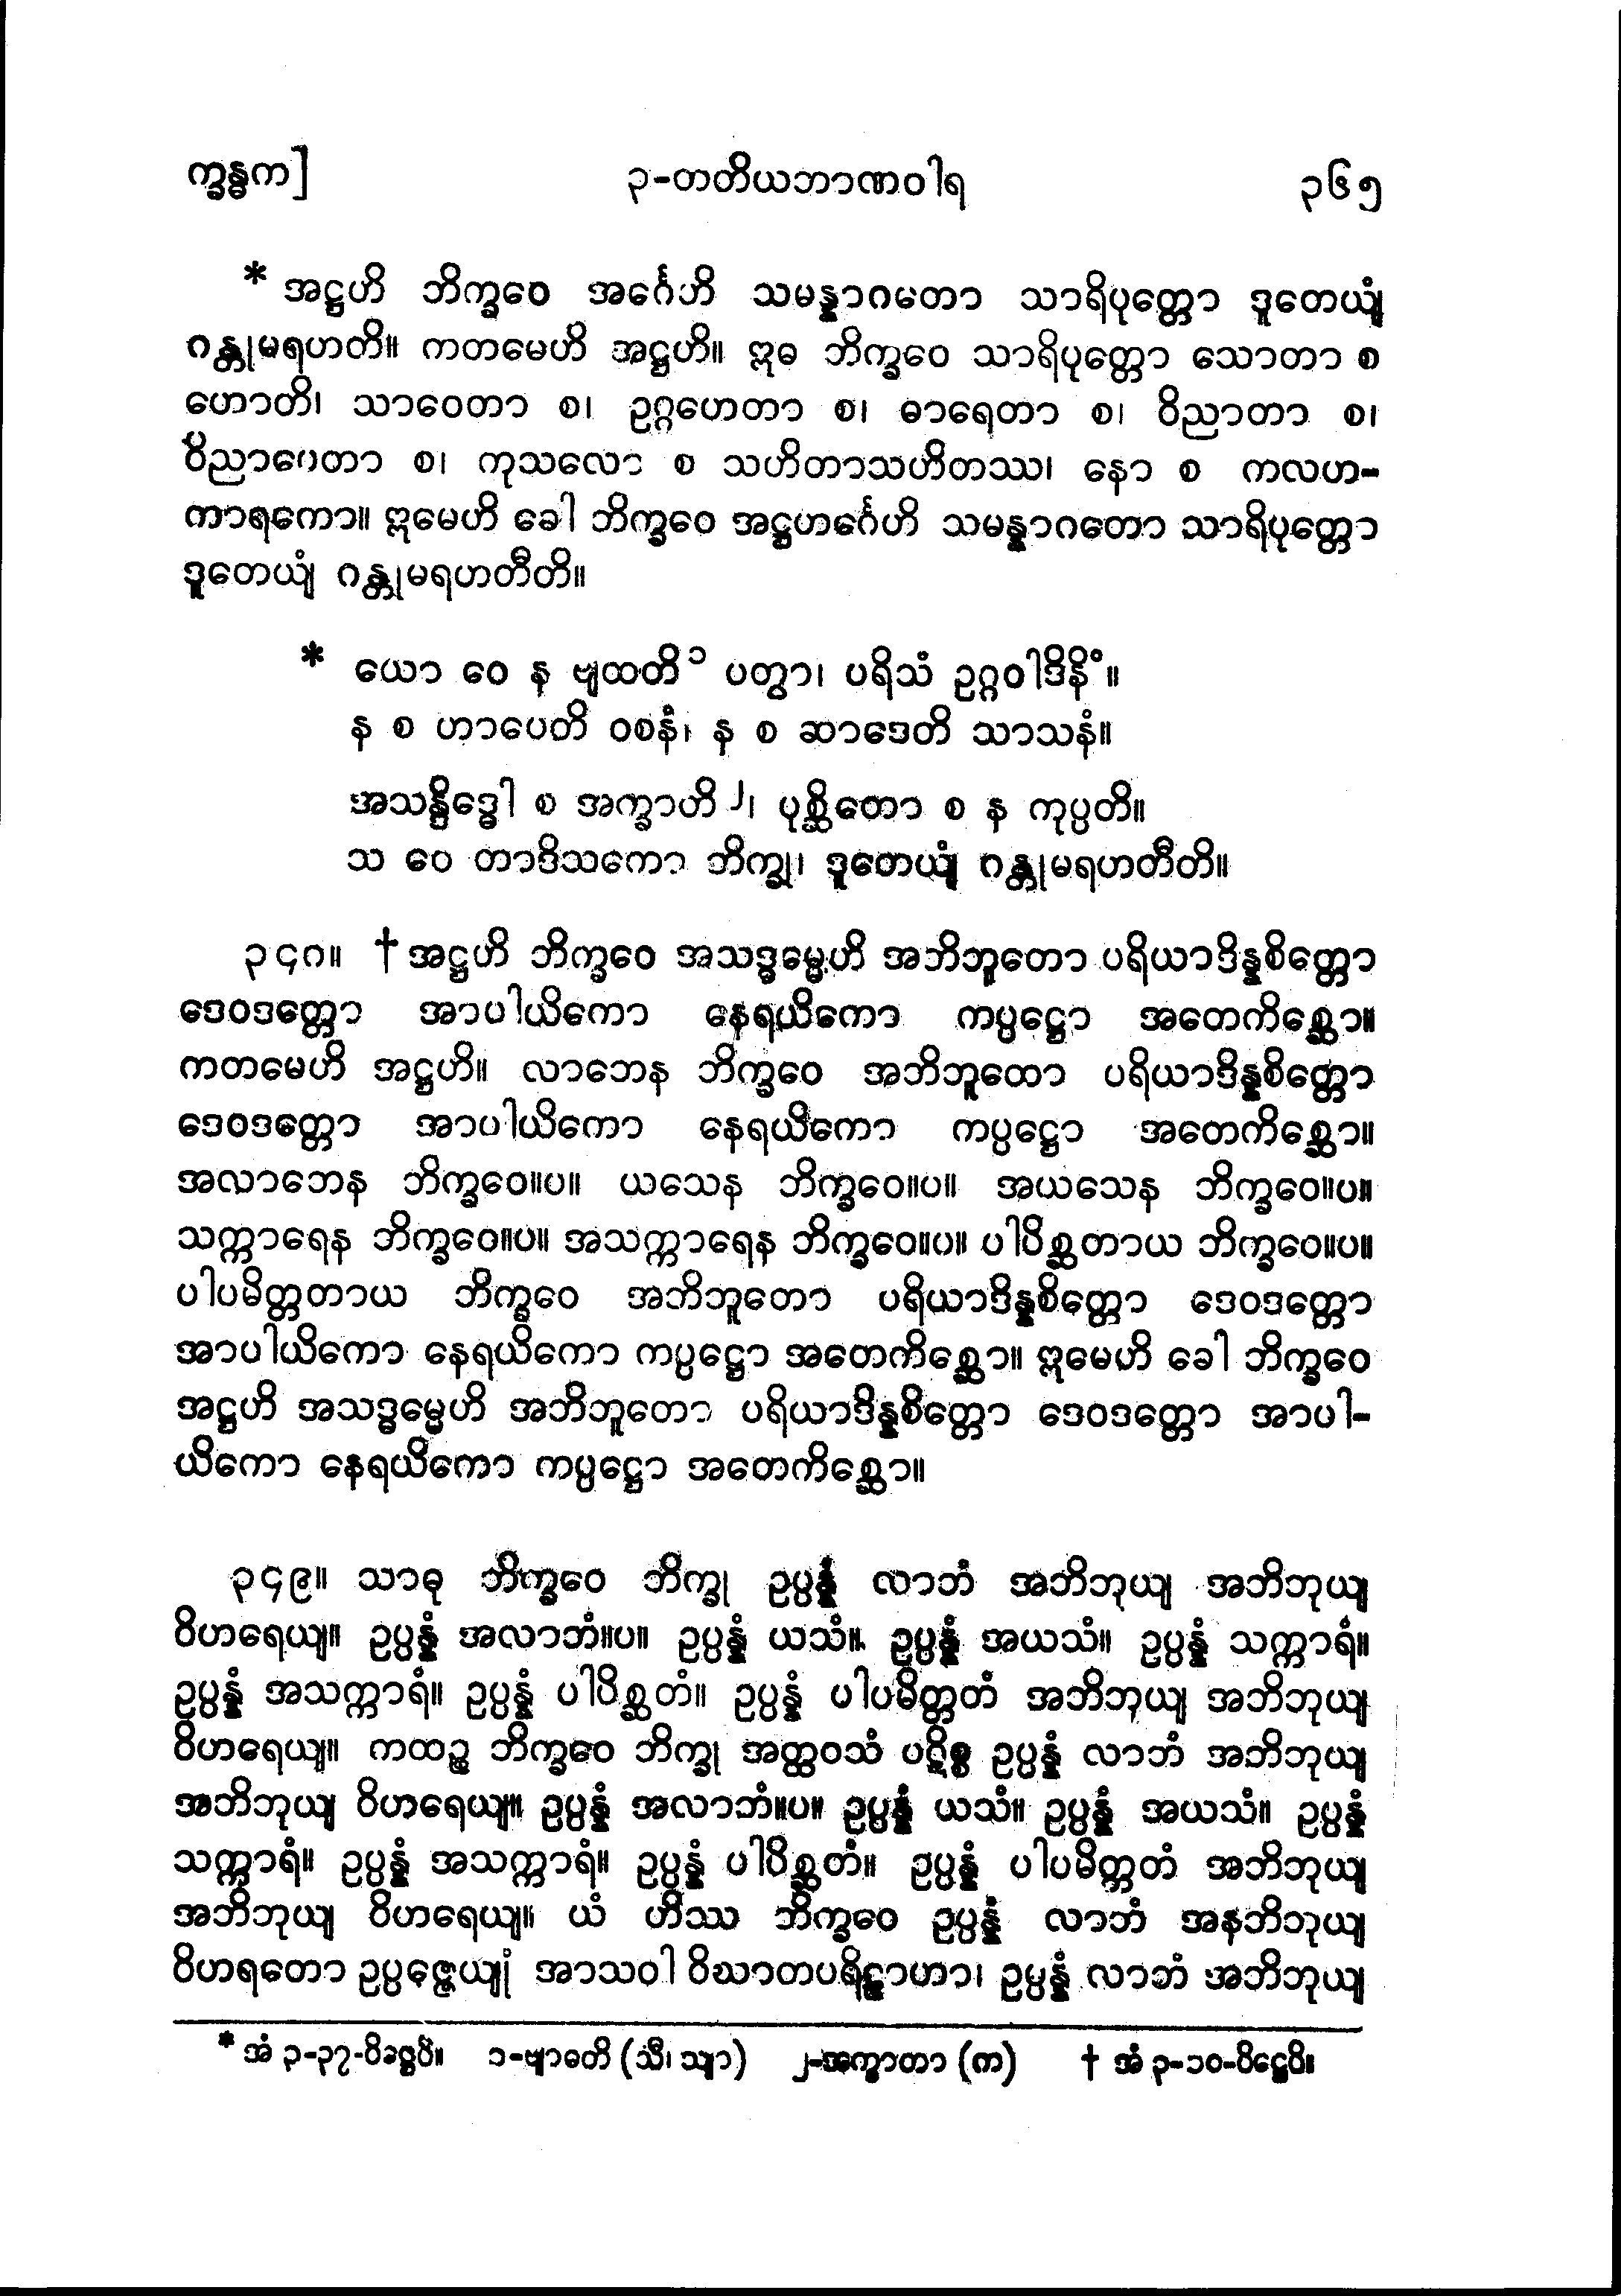 က္ခန္ဓက] ၃-တတိယဘာဏဝါရ ၃၆၅
* အဋ္ဌဟိ ဘိက္ခဝေ အင်္ဂေဟိ သမန္နာဂတော သာရိပုတ္တော ဒူတေယျံ
ဂန္တုမရဟတိ။ ကတမေဟိ အဋ္ဌဟိ။ ဣဓ ဘိက္ခဝေ သာရိပုတ္တော သောတာ စ
ဟောတိ၊ သာဝေတာ စ၊ ဥဂ္ဂဟေတာ စ၊ ဓာရေတာ စ၊ ဝိညာတာ စ၊
ဝိညာပေတာ စ၊ ကုသလော စ သဟိတာသဟိတဿ၊ နော စ ကလဟ-
ကာရကော။ ဣမေဟိ ခေါ ဘိက္ခဝေ အဋ္ဌဟင်္ဂေဟိ သမန္နာဂတော သာရိပုတ္တော
ဒူတေယျံ ဂန္တုမရဟတီတိ။
* ယော ဝေ န ဗျထတိ ၁ ပတွာ၊ ပရိသံ ဥဂ္ဂဝါဒိနိံ။
န စ ဟာပေတိ ဝစနံ၊ န စ ဆာဒေတိ သာသနံ။
အသန္ဒိဒ္ဓေါ စ အက္ခာဟိ ၂၊ ပုစ္ဆိတော စ န ကုပ္ပတိ။
သ ဝေ တာဒိသကော ဘိက္ခု၊ ဒူတေယျံ ဂန္တုမရဟတီတိ။
၃၄၈။ † အဋ္ဌဟိ ဘိက္ခဝေ အသဒ္ဓမ္မေဟိ အဘိဘူတော ပရိယာဒိန္နစိတ္တော
ဒေဝဒတ္တော အာပါယိကော နေရယိကော ကပ္ပဋ္ဌော အတေကိစ္ဆော။
ကတမေဟိ အဋ္ဌဟိ။ လာဘေန ဘိက္ခဝေ အဘိဘူထော ပရိယာဒိန္နစိတ္တော
ဒေဝဒတ္တော အာပါယိကော နေရယိကော ကပ္ပဋ္ဌော အတေကိစ္ဆော။
အလာဘေန ဘိက္ခဝေ။ပ။ ယသေန ဘိက္ခဝေ။ပ။ အယသေန ဘိက္ခဝေ။ပ။
သက္ကာရေန ဘိက္ခဝေ။ပ။ အသက္ကာရေန ဘိက္ခဝေ။ပ။ ပါပိစ္ဆတာယ ဘိက္ခဝေ။ပ။
ပါပမိတ္တတာယ ဘိက္ခဝေ အဘိဘူတော ပရိယာဒိန္နစိတ္တော ဒေဝဒတ္တော
အာပါယိကော နေရယိကော ကပ္ပဋ္ဌော အတေကိစ္ဆော။ ဣမေဟိ ခေါ ဘိက္ခဝေ
အဋ္ဌဟိ အသဒ္ဓမ္မေဟိ အဘိဘူတော ပရိယာဒိန္နစိတ္တော ဒေဝဒတ္တော အာပါ-
ယိကော နေရယိကော ကပ္ပဋ္ဌော အတေကိစ္ဆော။
၃၄၉။ သာဓု ဘိက္ခဝေ ဘိက္ခု ဥပ္ပန္နံ လာဘံ အဘိဘုယျ အဘိဘုယျ
ဝိဟရေယျ။ ဥပ္ပန္နံ အလာဘံ။ပ။ ဥပ္ပန္နံ ယသံ။ ဥပ္ပန္နံ အယသံ။ ဥပ္ပန္နံ သက္ကာရံ။
ဥပ္ပန္နံ အသက္ကာရံ။ ဥပ္ပန္နံ ပါပိစ္ဆတံ။ ဥပ္ပန္နံ ပါပမိတ္တတံ အဘိဘုယျ အဘိဘုယျ
ဝိဟရေယျ။ ကထဉ္စ ဘိက္ခဝေ ဘိက္ခု အတ္ထဝသံ ပဋိစ္စ ဥပ္ပန္နံ လာဘံ အဘိဘုယျ
အဘိဘုယျ ဝိဟရေယျ။ ဥပ္ပန္နံ အလာဘံ။ပ။ ဥပ္ပန္နံ ယသံ။ ဥပ္ပန္နံ အယသံ။ ဥပ္ပန္နံ
သက္ကာရံ။ ဥပ္ပန္နံ အသက္ကာရံ။ ဥပ္ပန္နံ ပါပိစ္ဆတံ။ ဥပ္ပန္နံ ပါပမိတ္တတံ အဘိဘုယျ
အဘိဘုယျ ဝိဟရေယျ။ ယံ ဟိဿ ဘိက္ခဝေ ဥပ္ပန္နံ လာဘံ အနဘိဘုယျ
ဝိဟရတော ဥပ္ပဇ္ဇေယျုံ အာသဝါ ဝိဃာတပရိဠာဟာ၊ ဥပ္ပန္နံ လာဘံ အဘိဘုယျ
* အံ ၃-၃၇-ပိဋ္ဌေပိ။ ၁-ဗျာဓတိ (သီ၊ သျာ) ၂-အက္ခာတာ (က) † အံ ၃-၁၀-ပိဋ္ဌေပိ။